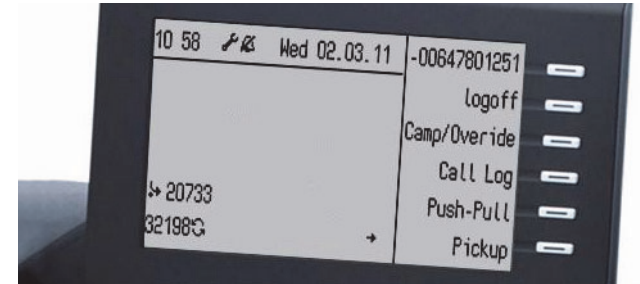 10 58 Wed 02.03.11
-00647801251
logoff
Camp/Overide
Call Log
Push-Pull
Pickup
20733
32198